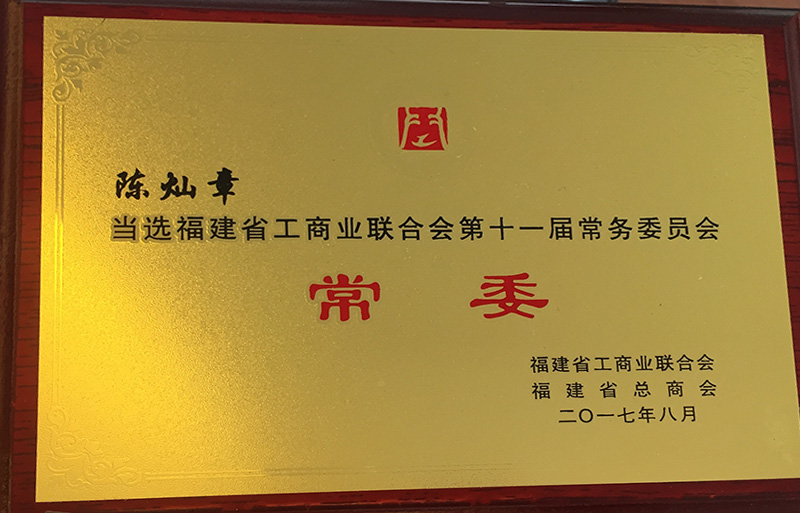 陈灿章
当选福建省工商业联合会第十一届常务委员会
常委
福建省工商业联合会
福建省总商会
二〇一七年八月